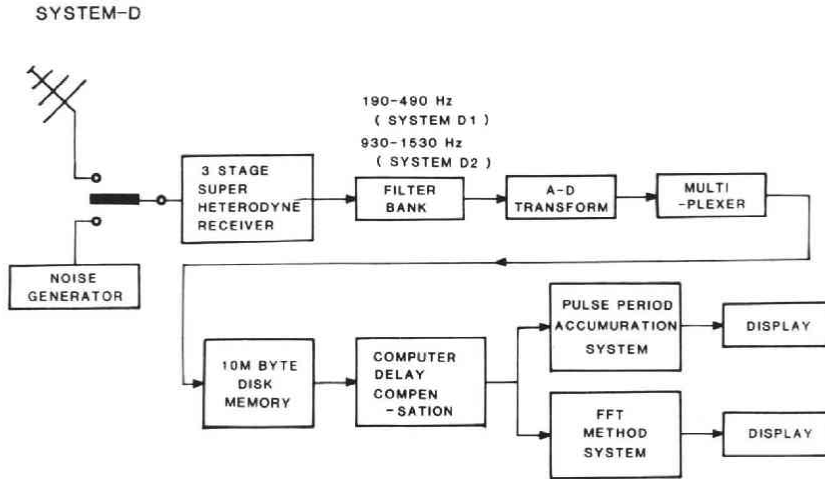 SYSTEM-D
190-490 Hz
( SYSTEM D1 )
930-1530 Hz
( SYSTEM D2 )
3 STAGE
SUPER
HETERODYNE
RECEIVER
FILTER
BANK
A-D
TRANSFORM
MULTI
-PLEXER
NOISE
GENERATOR
10M BYTE
DISK
MEMORY
COMPUTER
DELAY
COMPEN
-SATION
PULSE PERIOD
ACCUMURATION
SYSTEM
DISPLAY
FFT
METHOD
SYSTEM
DISPLAY